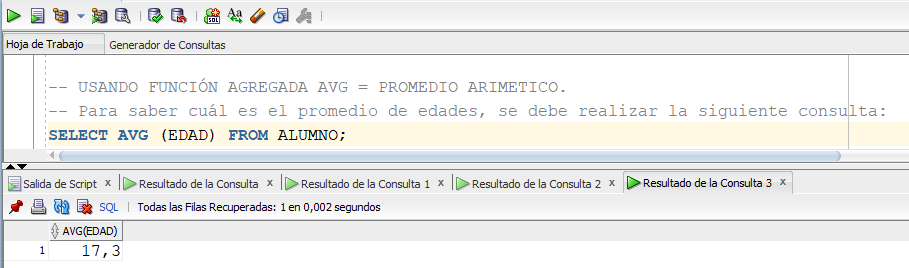 SQL
Aa
Hoja de Trabajo
Generador de Consultas
-- USANDO FUNCIÓN AGREGADA AVG = PROMEDIO ARIMETICO.
-- Para saber cuál es el promedio de edades, se debe realizar la siguiente consulta:
SELECT AVG (EDAD) FROM ALUMNO;
Salida de Script x
Resultado de la Consulta x
Resultado de la Consulta 1 x
Resultado de la Consulta 2 x
Resultado de la Consulta 3 x
SQL | Todas las Filas Recuperadas: 1 en 0,002 segundos
AVG(EDAD)
1 17,3